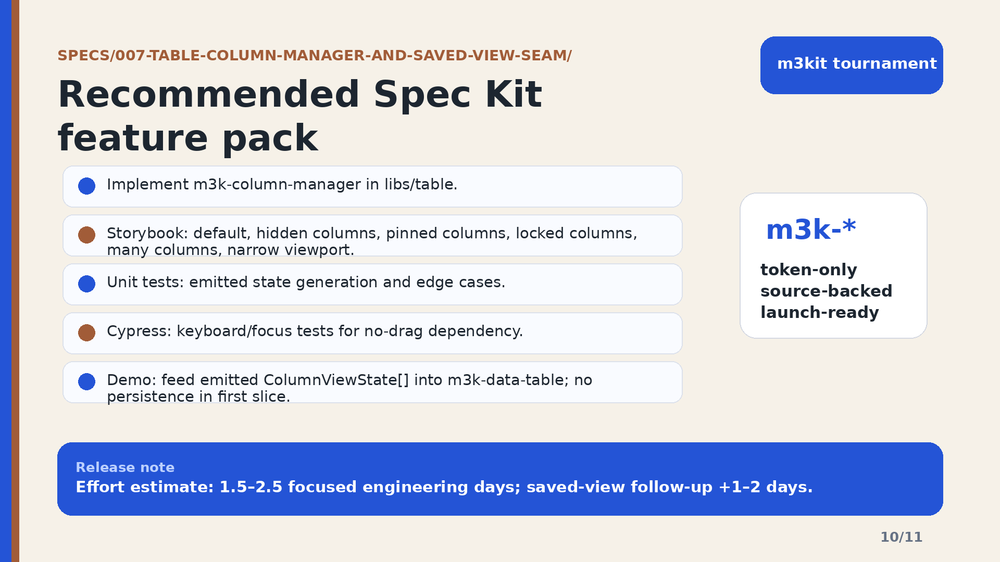 SPECS/007-TABLE-COLUMN-MANAGER-AND-SAVED-VIEW-SEAM/
m3kit tournament
Recommended Spec Kit
feature pack
Implement m3k-column-manager in libs/table.
Storybook: default, hidden columns, pinned columns, locked columns,
many columns, narrow viewport.
Unit tests: emitted state generation and edge cases.
Cypress: keyboard/focus tests for no-drag dependency.
Demo: feed emitted ColumnViewState[] into m3k-data-table; no
persistence in first slice.
m3k-*
token-only
source-backed
launch-ready
Release note
Effort estimate: 1.5–2.5 focused engineering days; saved-view follow-up +1–2 days.
10/11